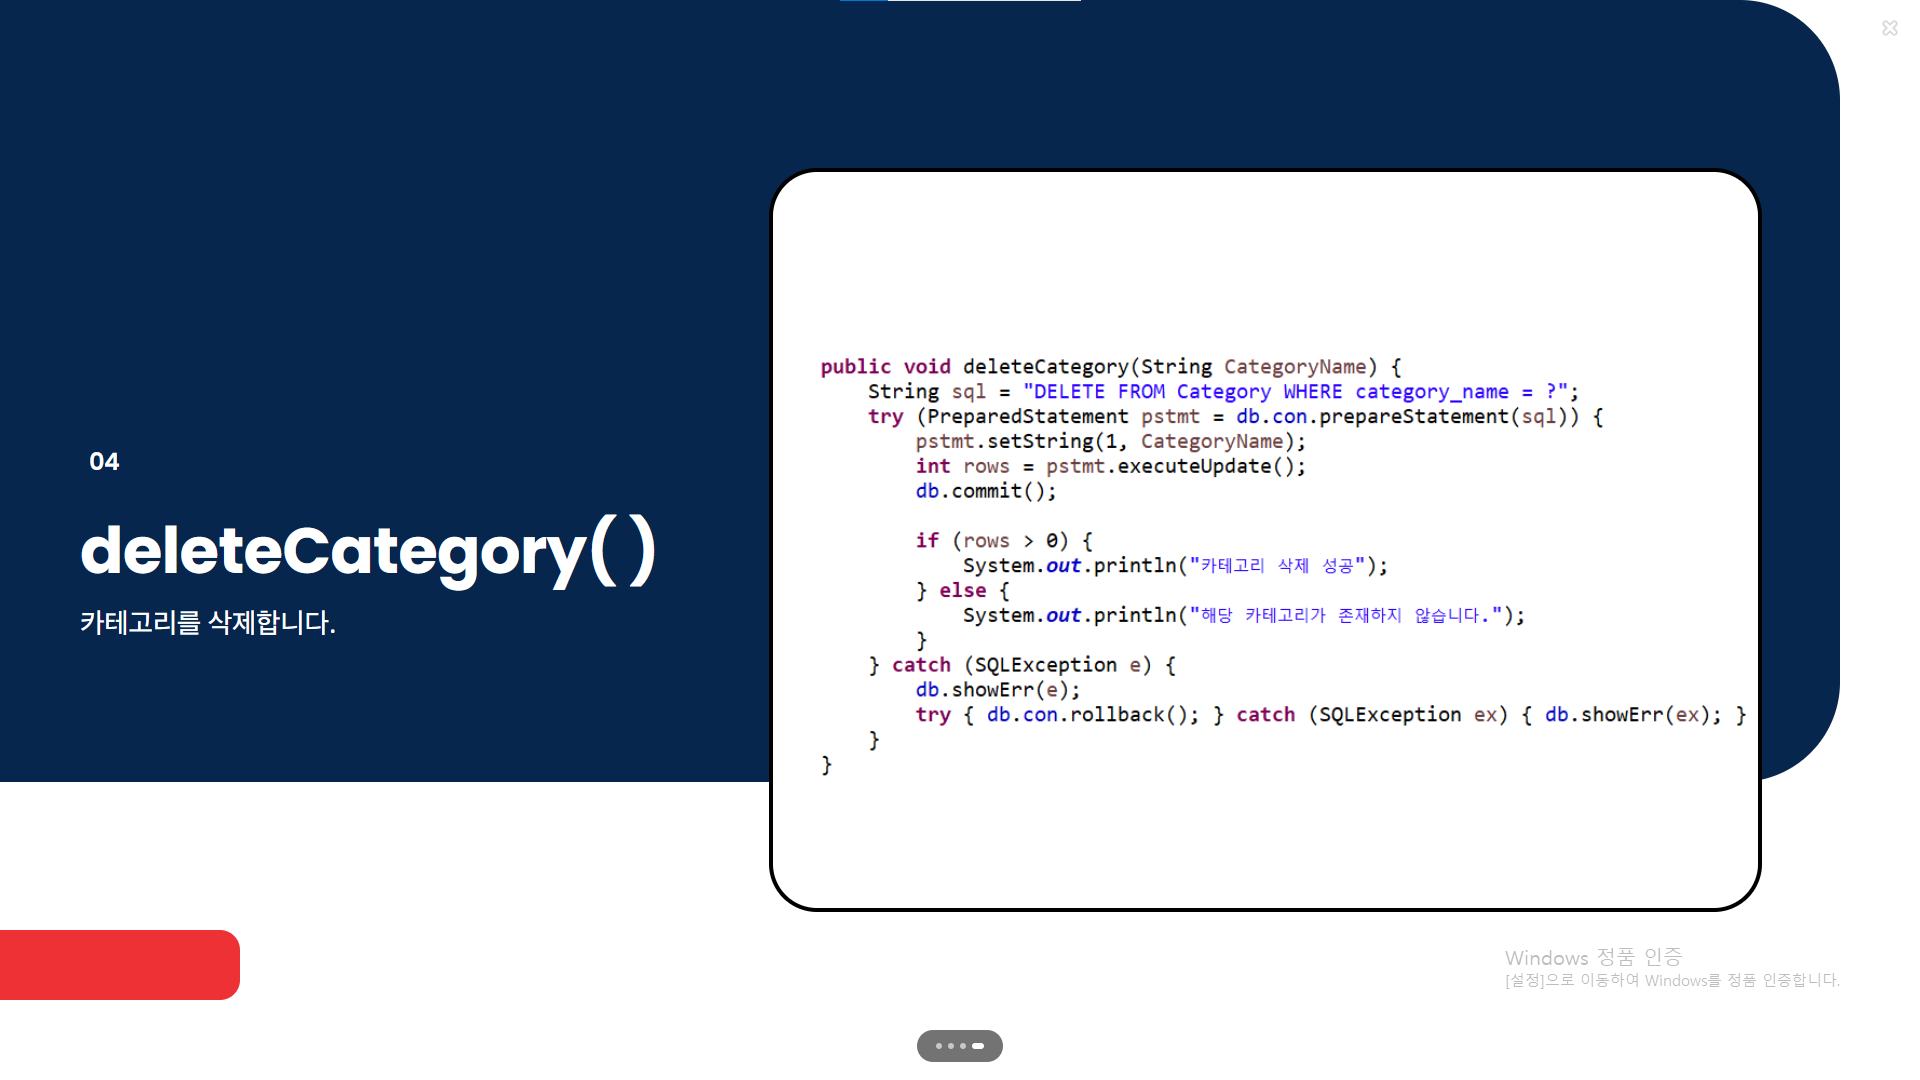 04
deleteCategory()
카테고리를 삭제합니다.
public void deleteCategory(String CategoryName) {
    String sql = "DELETE FROM Category WHERE category_name = ?";
    try (PreparedStatement pstmt = db.con.prepareStatement(sql)) {
        pstmt.setString(1, CategoryName);
        int rows = pstmt.executeUpdate();
        db.commit();
        if (rows > 0) {
            System.out.println("카테고리 삭제 성공");
        } else {
            System.out.println("해당 카테고리가 존재하지 않습니다.");
        }
    } catch (SQLException e) {
        db.showErr(e);
        try { db.con.rollback(); } catch (SQLException ex) { db.showErr(ex); }
    }
}
Windows 정품 인증
[설정]으로 이동하여 Windows를 정품 인증합니다.